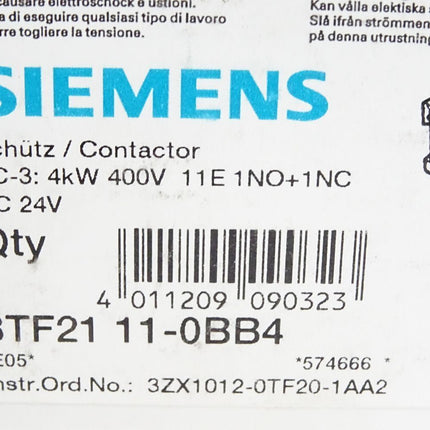 causare elettroschock e ustioni.
a di eseguire qualsiasi tipo di lavoro
rre togliere la tensione.
Kan vålla elektiska
Slå ifrån strömmen
på denna utrustning
SIEMENS
chütz / Contactor
C-3: 4kW 400V 11E 1NO+1NC
C 24V
Qty
4 011209 090323
3TF21 11-0BB4
E05*
*574666 *
nstr.Ord.No.: 3ZX1012-0TF20-1AA2